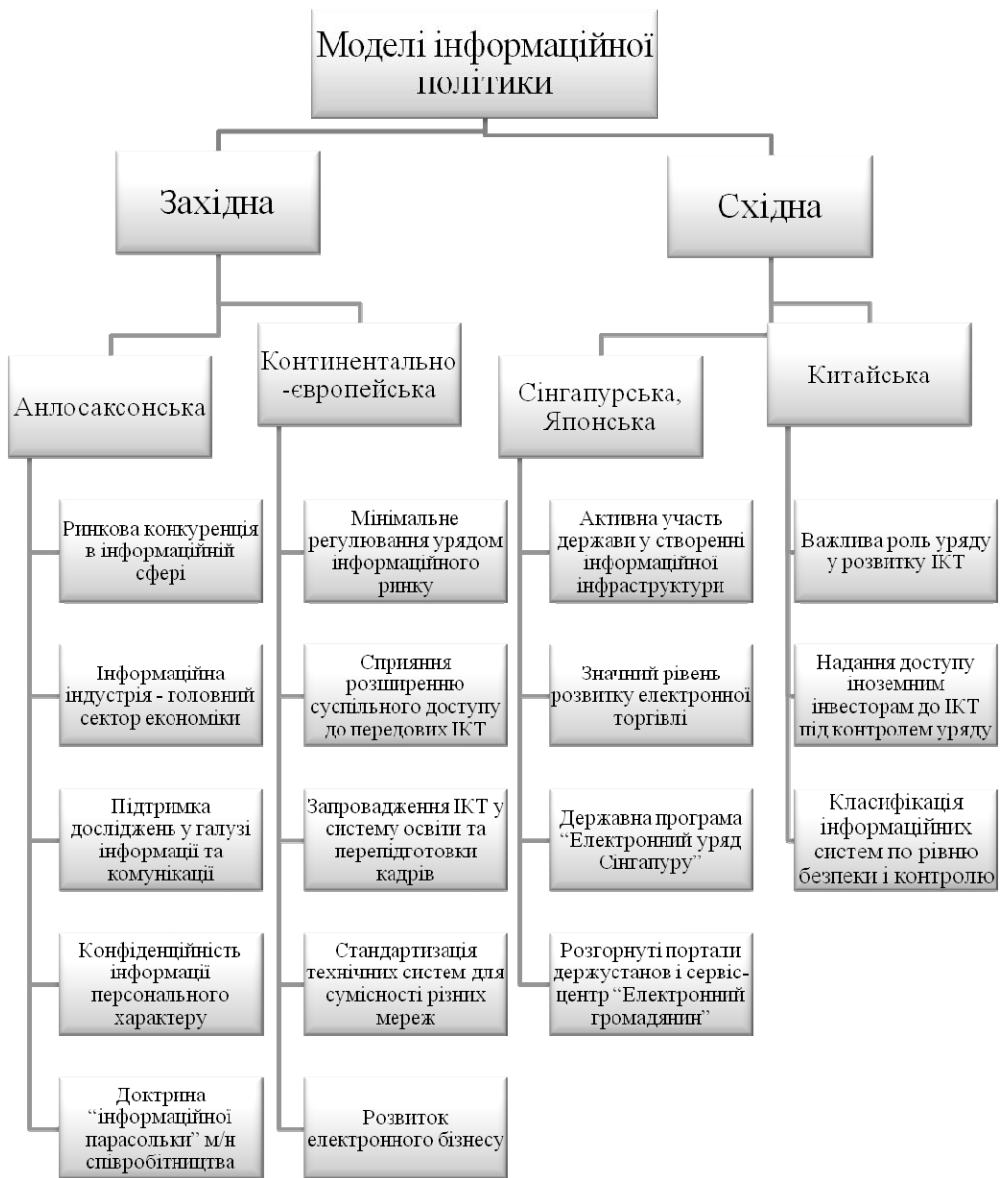 Моделі інформаційної
політики
Західна
Східна
Анлосаксонська
Континентально
-європейська
Сінгапурська,
Японська
Китайська
Ринкова конкуренція
в інформаційній
сфері
Інформаційна
індустрія - головний
сектор економіки
Підтримка
досліджень у галузі
інформації та
комунікації
Конфіденційність
інформації
персонального
характеру
Доктрина
“інформаційної
парасольки” м/н
співробітництва
Мінімальне
регулювання урядом
інформаційного
ринку
Сприяння
розширенню
суспільного доступу
до передових ІКТ
Запровадження ІКТ у
систему освіти та
перепідготовки
кадрів
Стандартизація
технічних систем для
сумісності різних
мереж
Розвиток
електронного бізнесу
Активна участь
держави у створенні
інформаційної
інфраструктури
Значний рівень
розвитку електронної
торгівлі
Державна програма
“Електронний уряд
Сінгапуру”
Розгорнуті портали
держустанов і сервіс-
центр “Електронний
громадянин”
Важлива роль уряду
у розвитку ІКТ
Надання доступу
іноземним
інвесторам до ІКТ
під контролем уряду
Класифікація
інформаційних
систем по рівню
безпеки і контролю